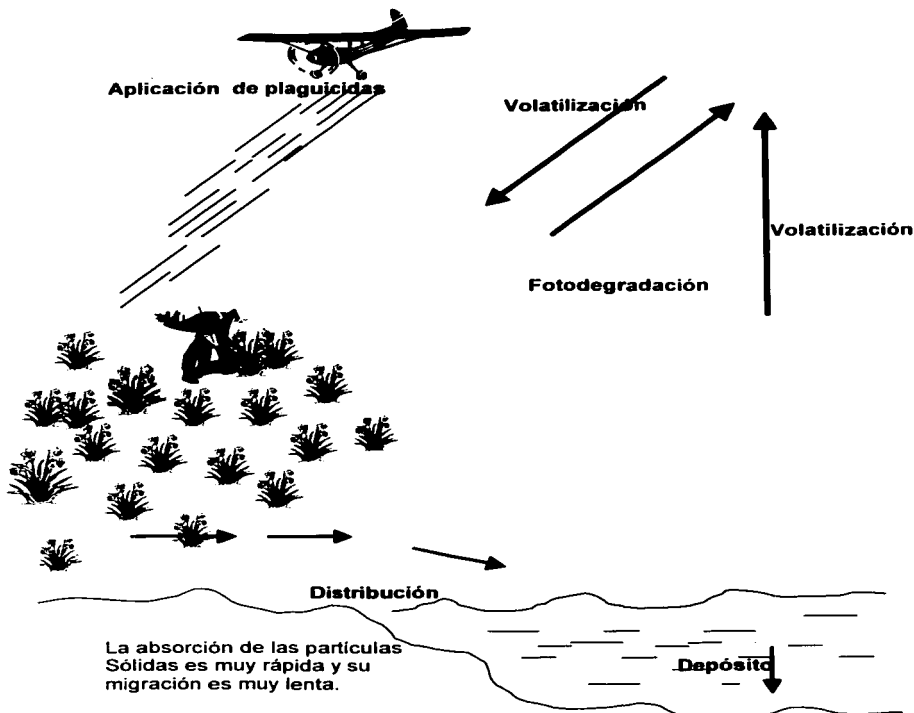 Aplicación de plaguicidas
Volatilización
Volatilización
Fotodegradación
Distribución
La absorción de las partículas
Sólidas es muy rápida y su
migración es muy lenta.
Depósito